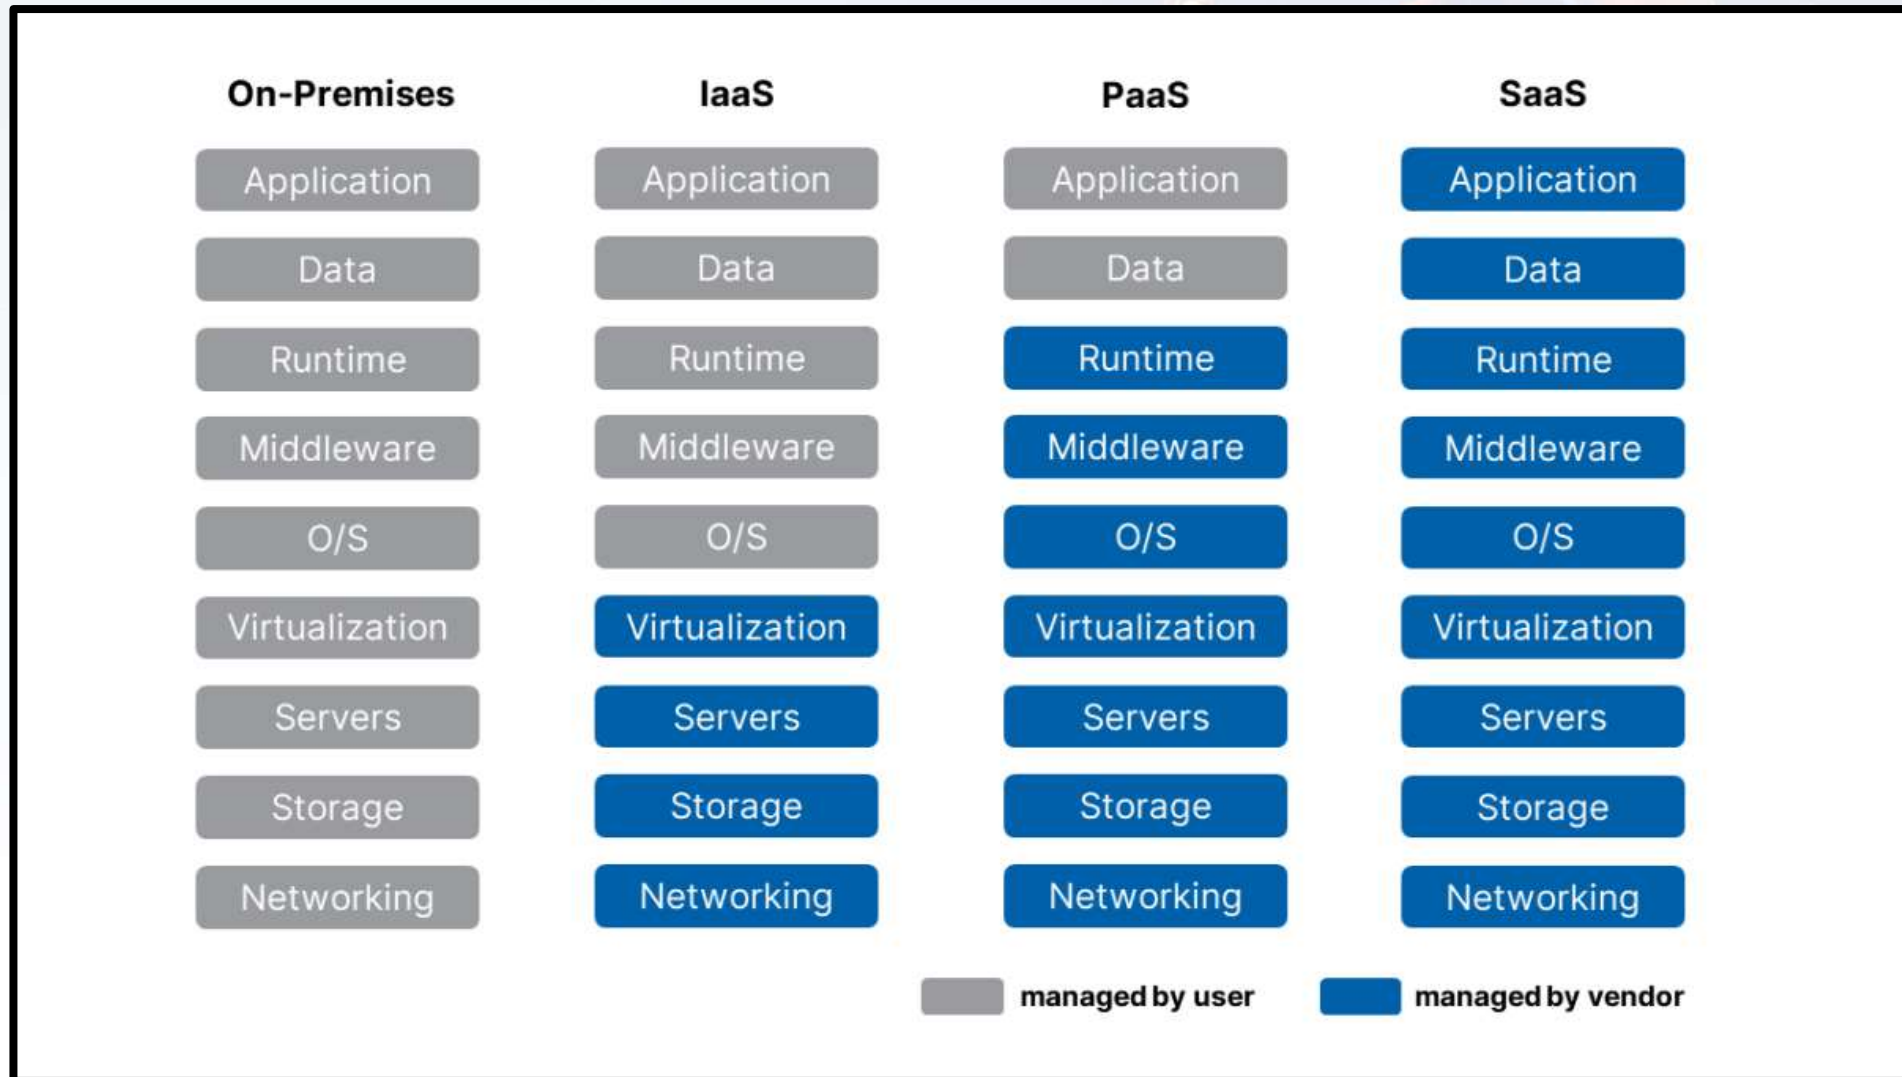 On-Premises IaaS PaaS SaaS
Application Application Application Application
Data Data Data Data
Runtime Runtime Runtime Runtime
Middleware Middleware Middleware Middleware
O/S O/S O/S O/S
Virtualization Virtualization Virtualization Virtualization
Servers Servers Servers Servers
Storage Storage Storage Storage
Networking Networking Networking Networking
managed by user managed by vendor